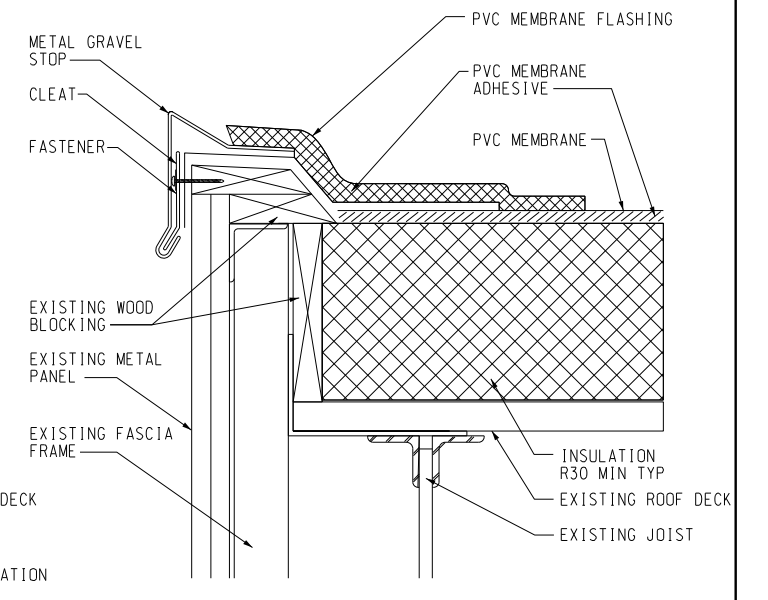 PVC MEMBRANE FLASHING
METAL GRAVEL
STOP
PVC MEMBRANE
ADHESIVE
CLEAT
PVC MEMBRANE
FASTENER
EXISTING WOOD
BLOCKING
EXISTING METAL
PANEL
EXISTING FASCIA
FRAME
INSULATION
R30 MIN TYP
DECK
EXISTING ROOF DECK
EXISTING JOIST
ATION